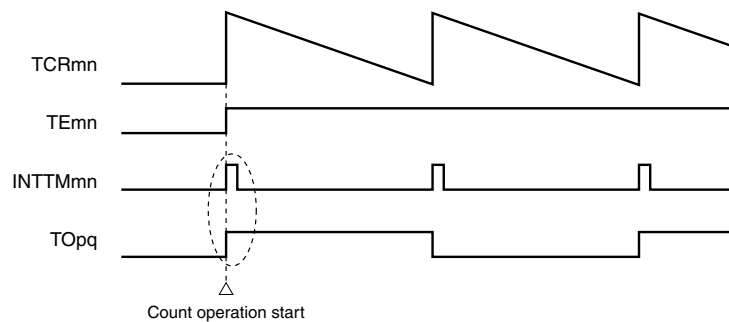 TCRmn
TEmn
INTTMmn
TOpq
Count operation start